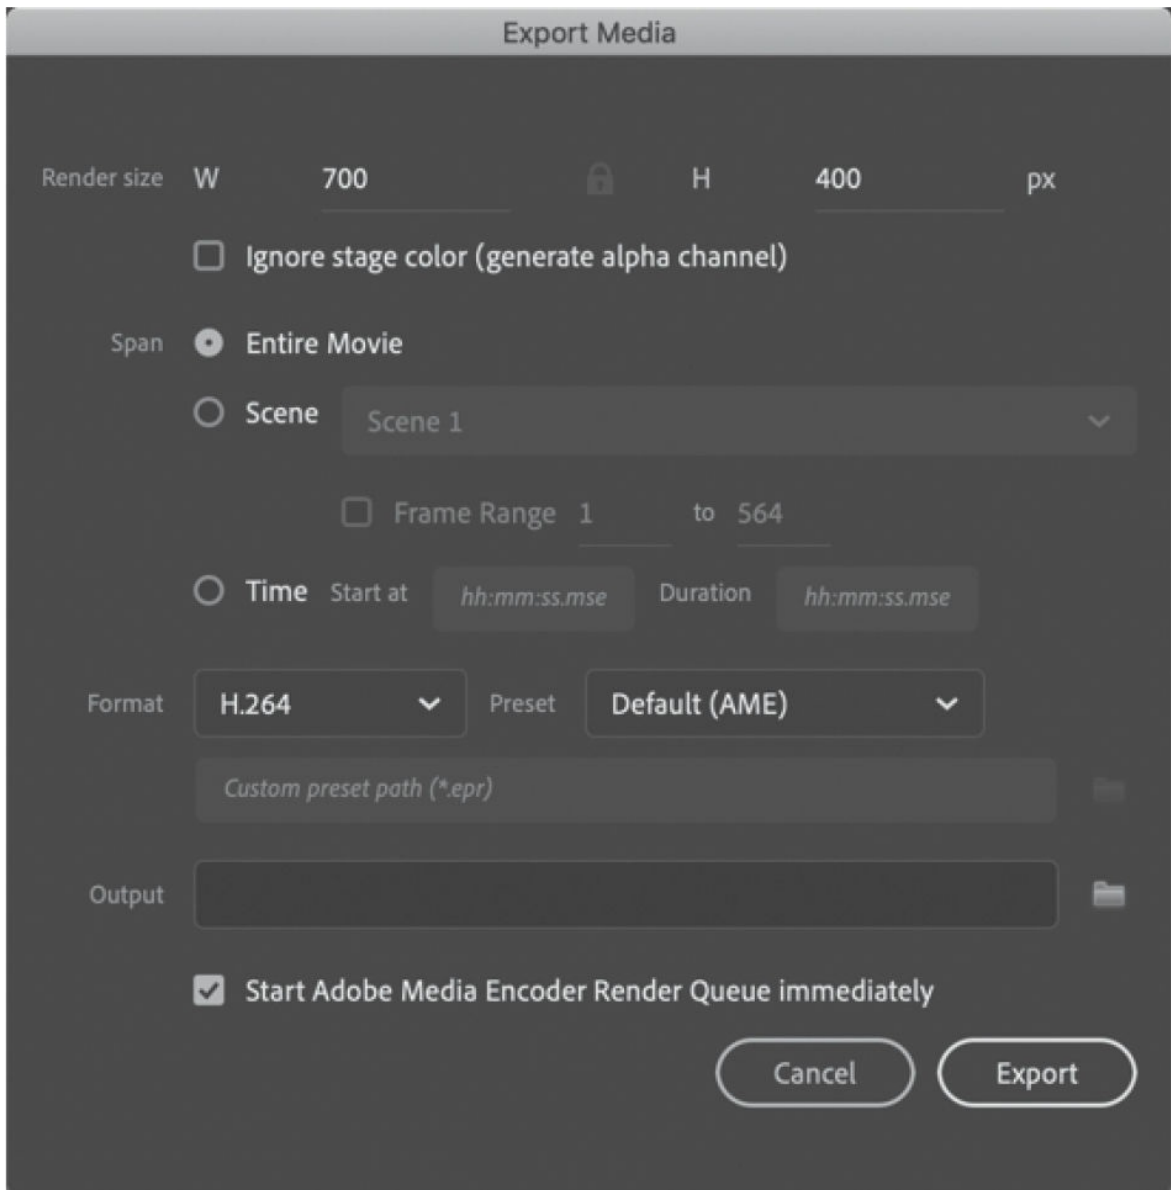 Export Media
Render size W 700 H 400 px
Ignore stage color (generate alpha channel)
Span Entire Movie
Scene Scene 1
Frame Range 1 to 564
Time Start at hh:mm:ss.mse Duration hh:mm:ss.mse
Format H.264 Preset Default (AME)
Custom preset path (*.epr)
Output
Start Adobe Media Encoder Render Queue immediately
Cancel Export